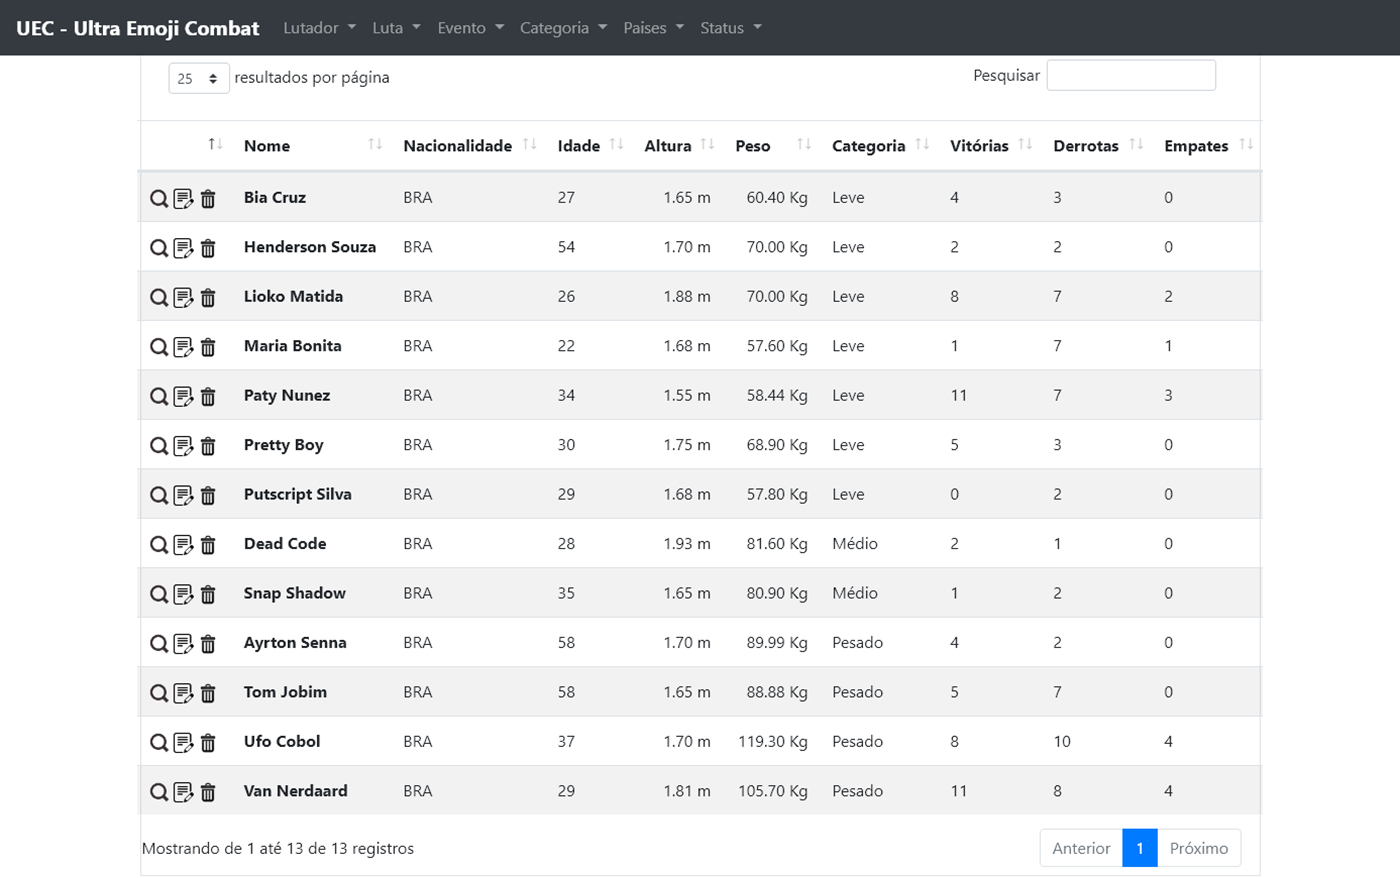 UEC - Ultra Emoji Combat Lutador Luta Evento Categoria Paises Status
25 resultados por página Pesquisar
Nome Nacionalidade Idade Altura Peso Categoria Vitórias Derrotas Empates
Bia Cruz BRA 27 1.65 m 60.40 Kg Leve 4 3 0
Henderson Souza BRA 54 1.70 m 70.00 Kg Leve 2 2 0
Lioko Matida BRA 26 1.88 m 70.00 Kg Leve 8 7 2
Maria Bonita BRA 22 1.68 m 57.60 Kg Leve 1 7 1
Paty Nunez BRA 34 1.55 m 58.44 Kg Leve 11 7 3
Pretty Boy BRA 30 1.75 m 68.90 Kg Leve 5 3 0
Putscript Silva BRA 29 1.68 m 57.80 Kg Leve 0 2 0
Dead Code BRA 28 1.93 m 81.60 Kg Médio 2 1 0
Snap Shadow BRA 35 1.65 m 80.90 Kg Médio 1 2 0
Ayrton Senna BRA 58 1.70 m 89.99 Kg Pesado 4 2 0
Tom Jobim BRA 58 1.65 m 88.88 Kg Pesado 5 7 0
Ufo Cobol BRA 37 1.70 m 119.30 Kg Pesado 8 10 4
Van Nerdaard BRA 29 1.81 m 105.70 Kg Pesado 11 8 4
Mostrando de 1 até 13 de 13 registros Anterior 1 Próximo